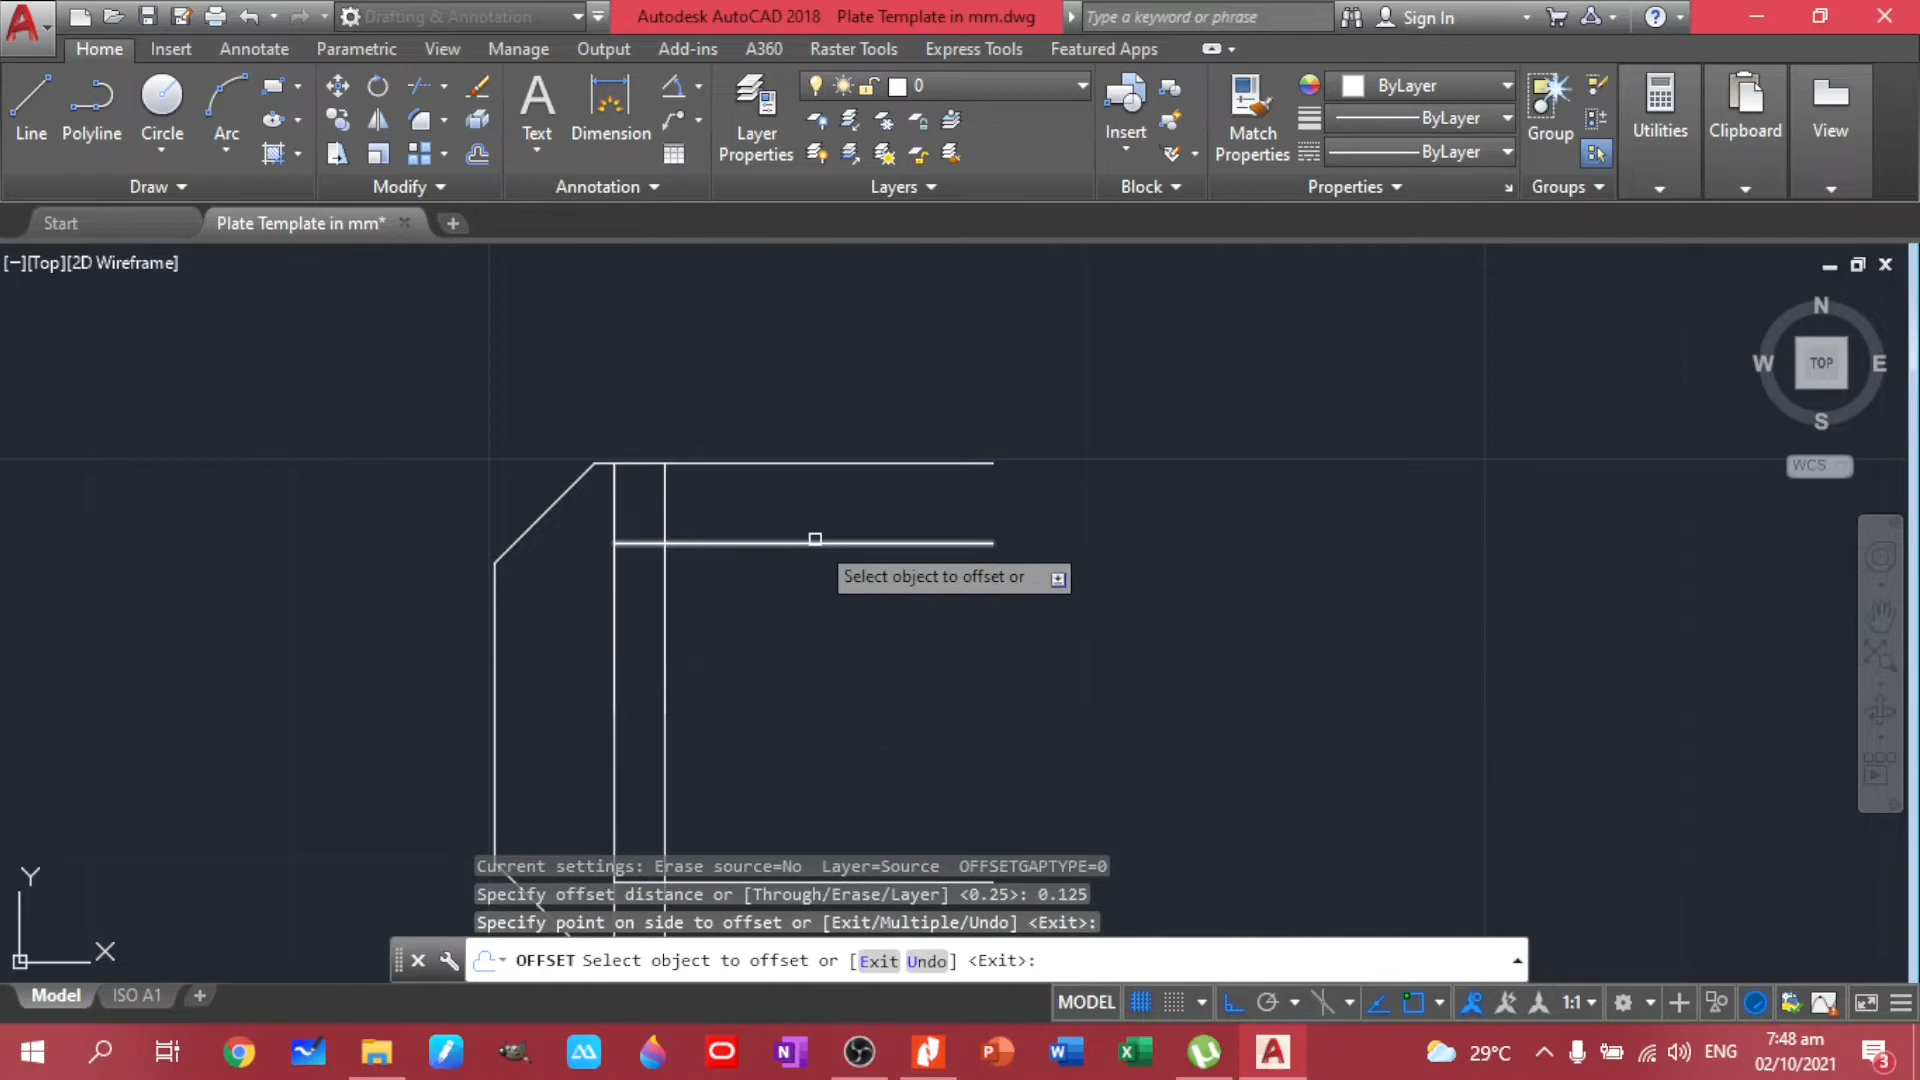 Drafting & Annotation
Autodesk AutoCAD 2018 Plate Template in mm.dwg
Type a keyword or phrase
Sign In
Home Insert Annotate Parametric View Manage Output Add-ins A360 Raster Tools Express Tools Featured Apps
Line Polyline Circle Arc
Text Dimension
Layer Properties
0
Insert
Match Properties
ByLayer
ByLayer
ByLayer
Group
Utilities Clipboard View
Draw Modify Annotation Layers Block Properties Groups
Start Plate Template in mm*
[−][Top][2D Wireframe]
N
W TOP E
S
WCS
Select object to offset or
Current settings: Erase source=No Layer=Source OFFSETGAPTYPE=0
Specify offset distance or [Through/Erase/Layer] <0.25>: 0.125
Specify point on side to offset or [Exit/Multiple/Undo] <Exit>:
OFFSET Select object to offset or [Exit Undo] <Exit>:
Y
X
Model ISO A1
MODEL
1:1
29°C
ENG
7:48 am
02/10/2021
3